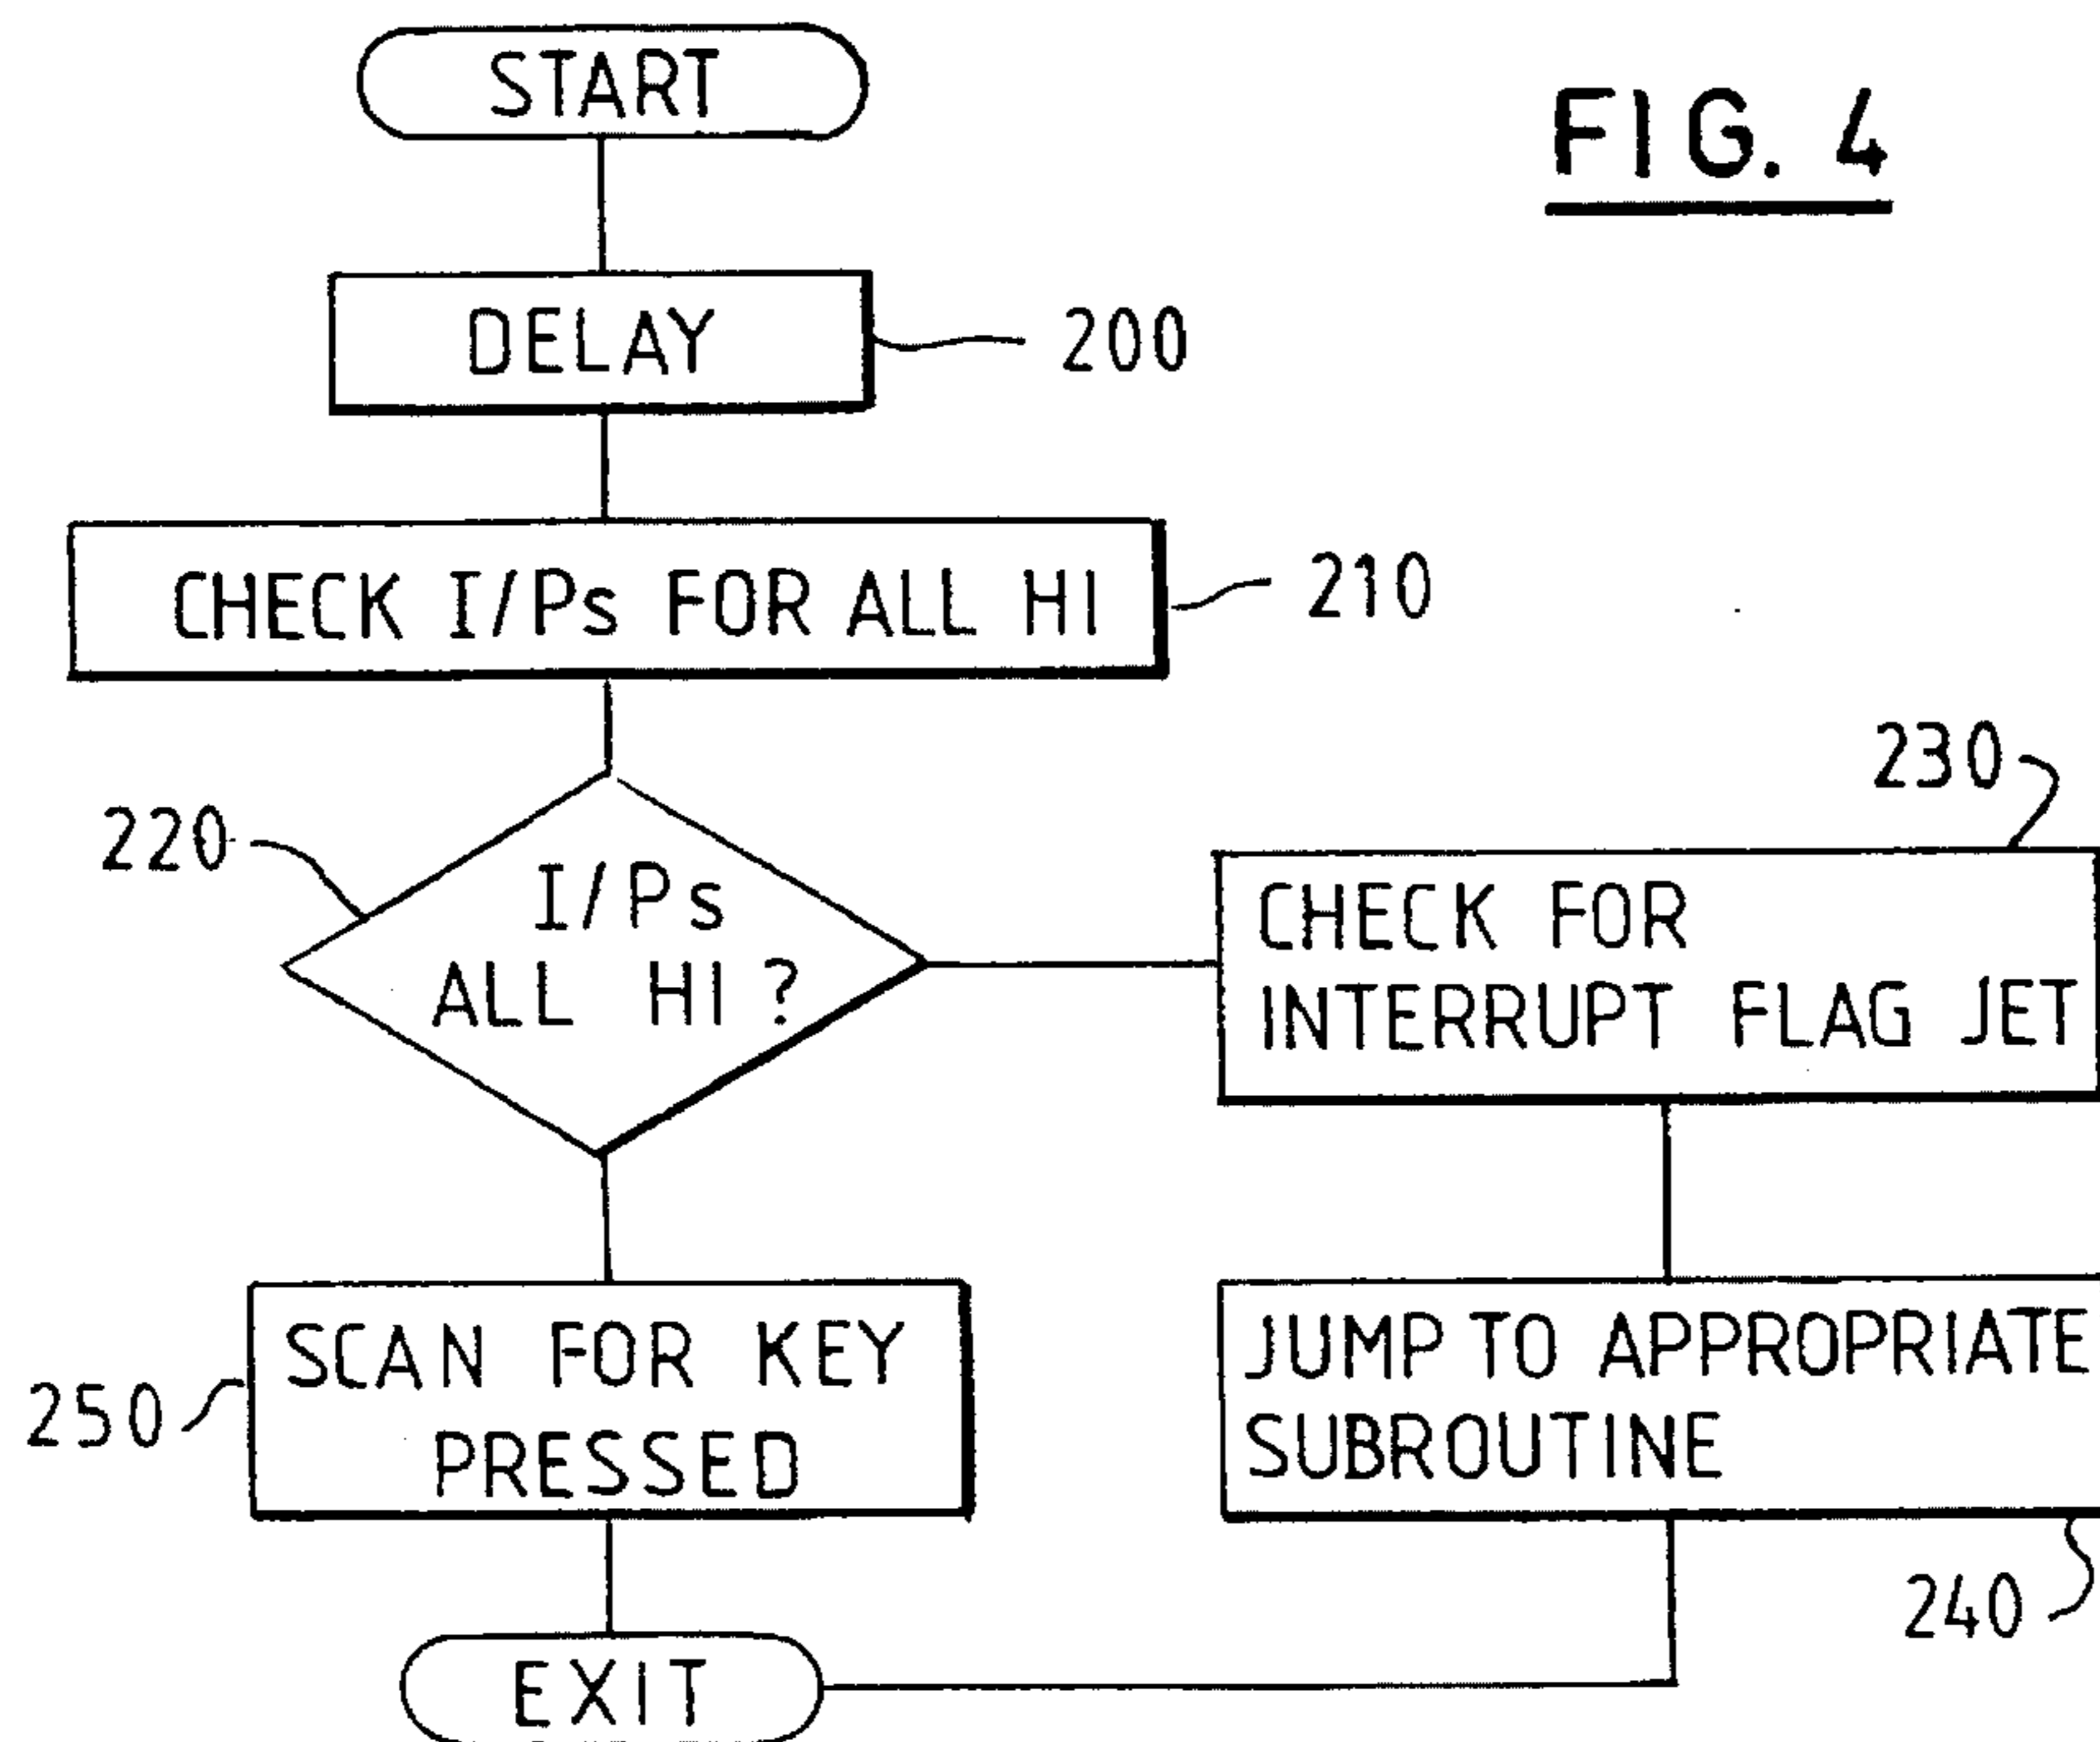 START
FIG. 4
DELAY
200
CHECK I/Ps FOR ALL HI
210
220
I/Ps
ALL HI ?
230
CHECK FOR
INTERRUPT FLAG JET
SCAN FOR KEY
PRESSED
250
JUMP TO APPROPRIATE
SUBROUTINE
240
EXIT